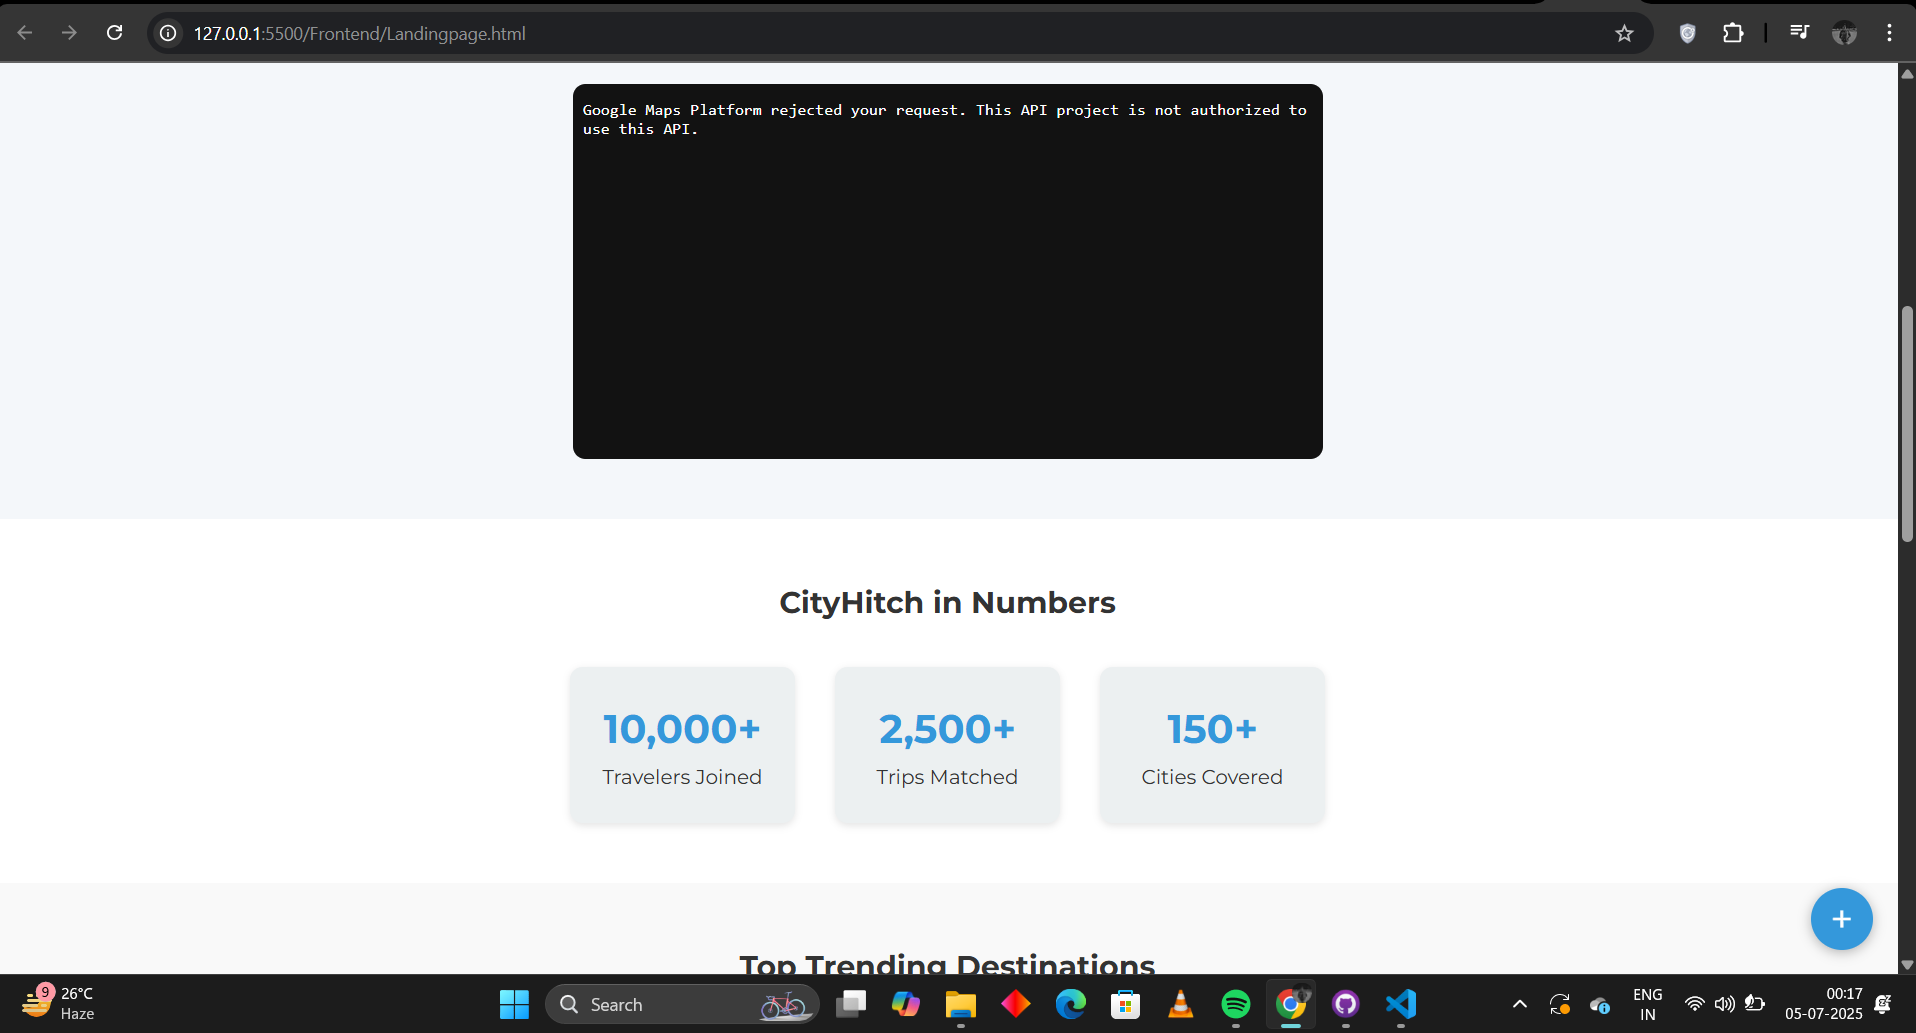 127.0.0.1:5500/Frontend/Landingpage.html
Google Maps Platform rejected your request. This API project is not authorized to
use this API.
CityHitch in Numbers
10,000+
Travelers Joined
2,500+
Trips Matched
150+
Cities Covered
+
Top Trending Destinations
9
26°C
Haze
Search
ENG
IN
00:17
05-07-2025